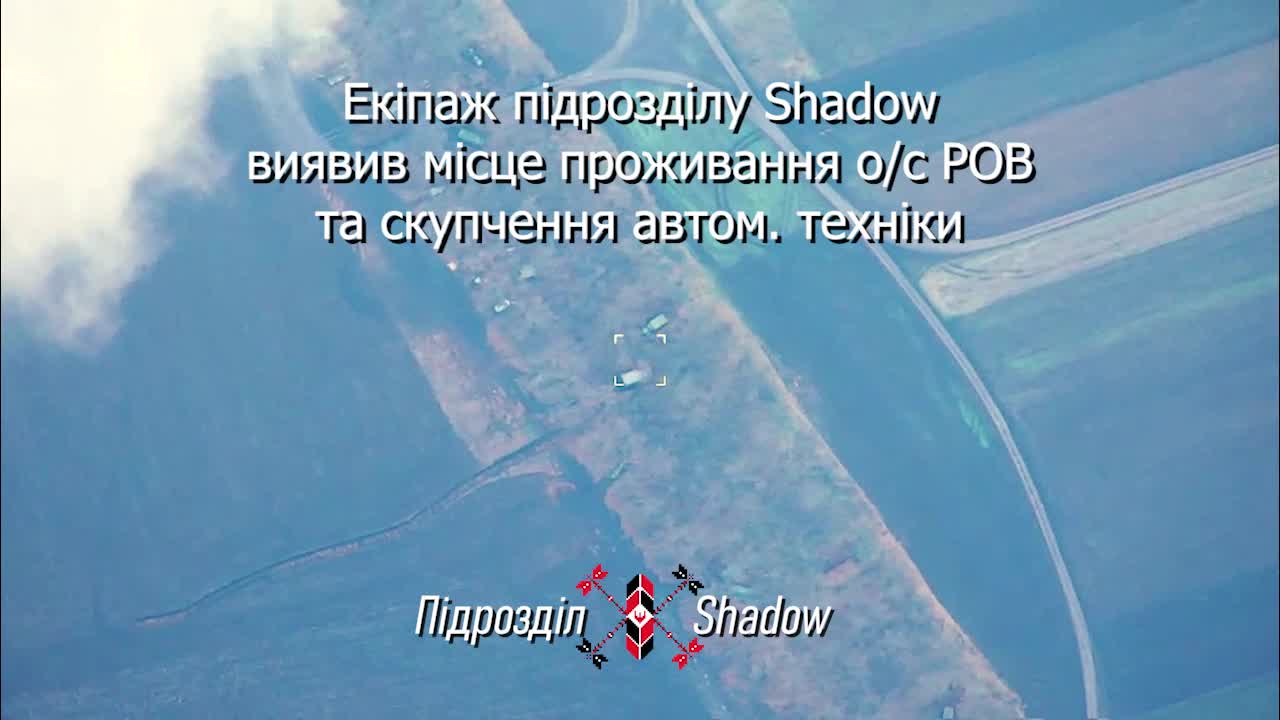 Екіпаж підрозділу Shadow
виявив місце проживання о/с РОВ
та скупчення автом. техніки
Підрозділ Shadow